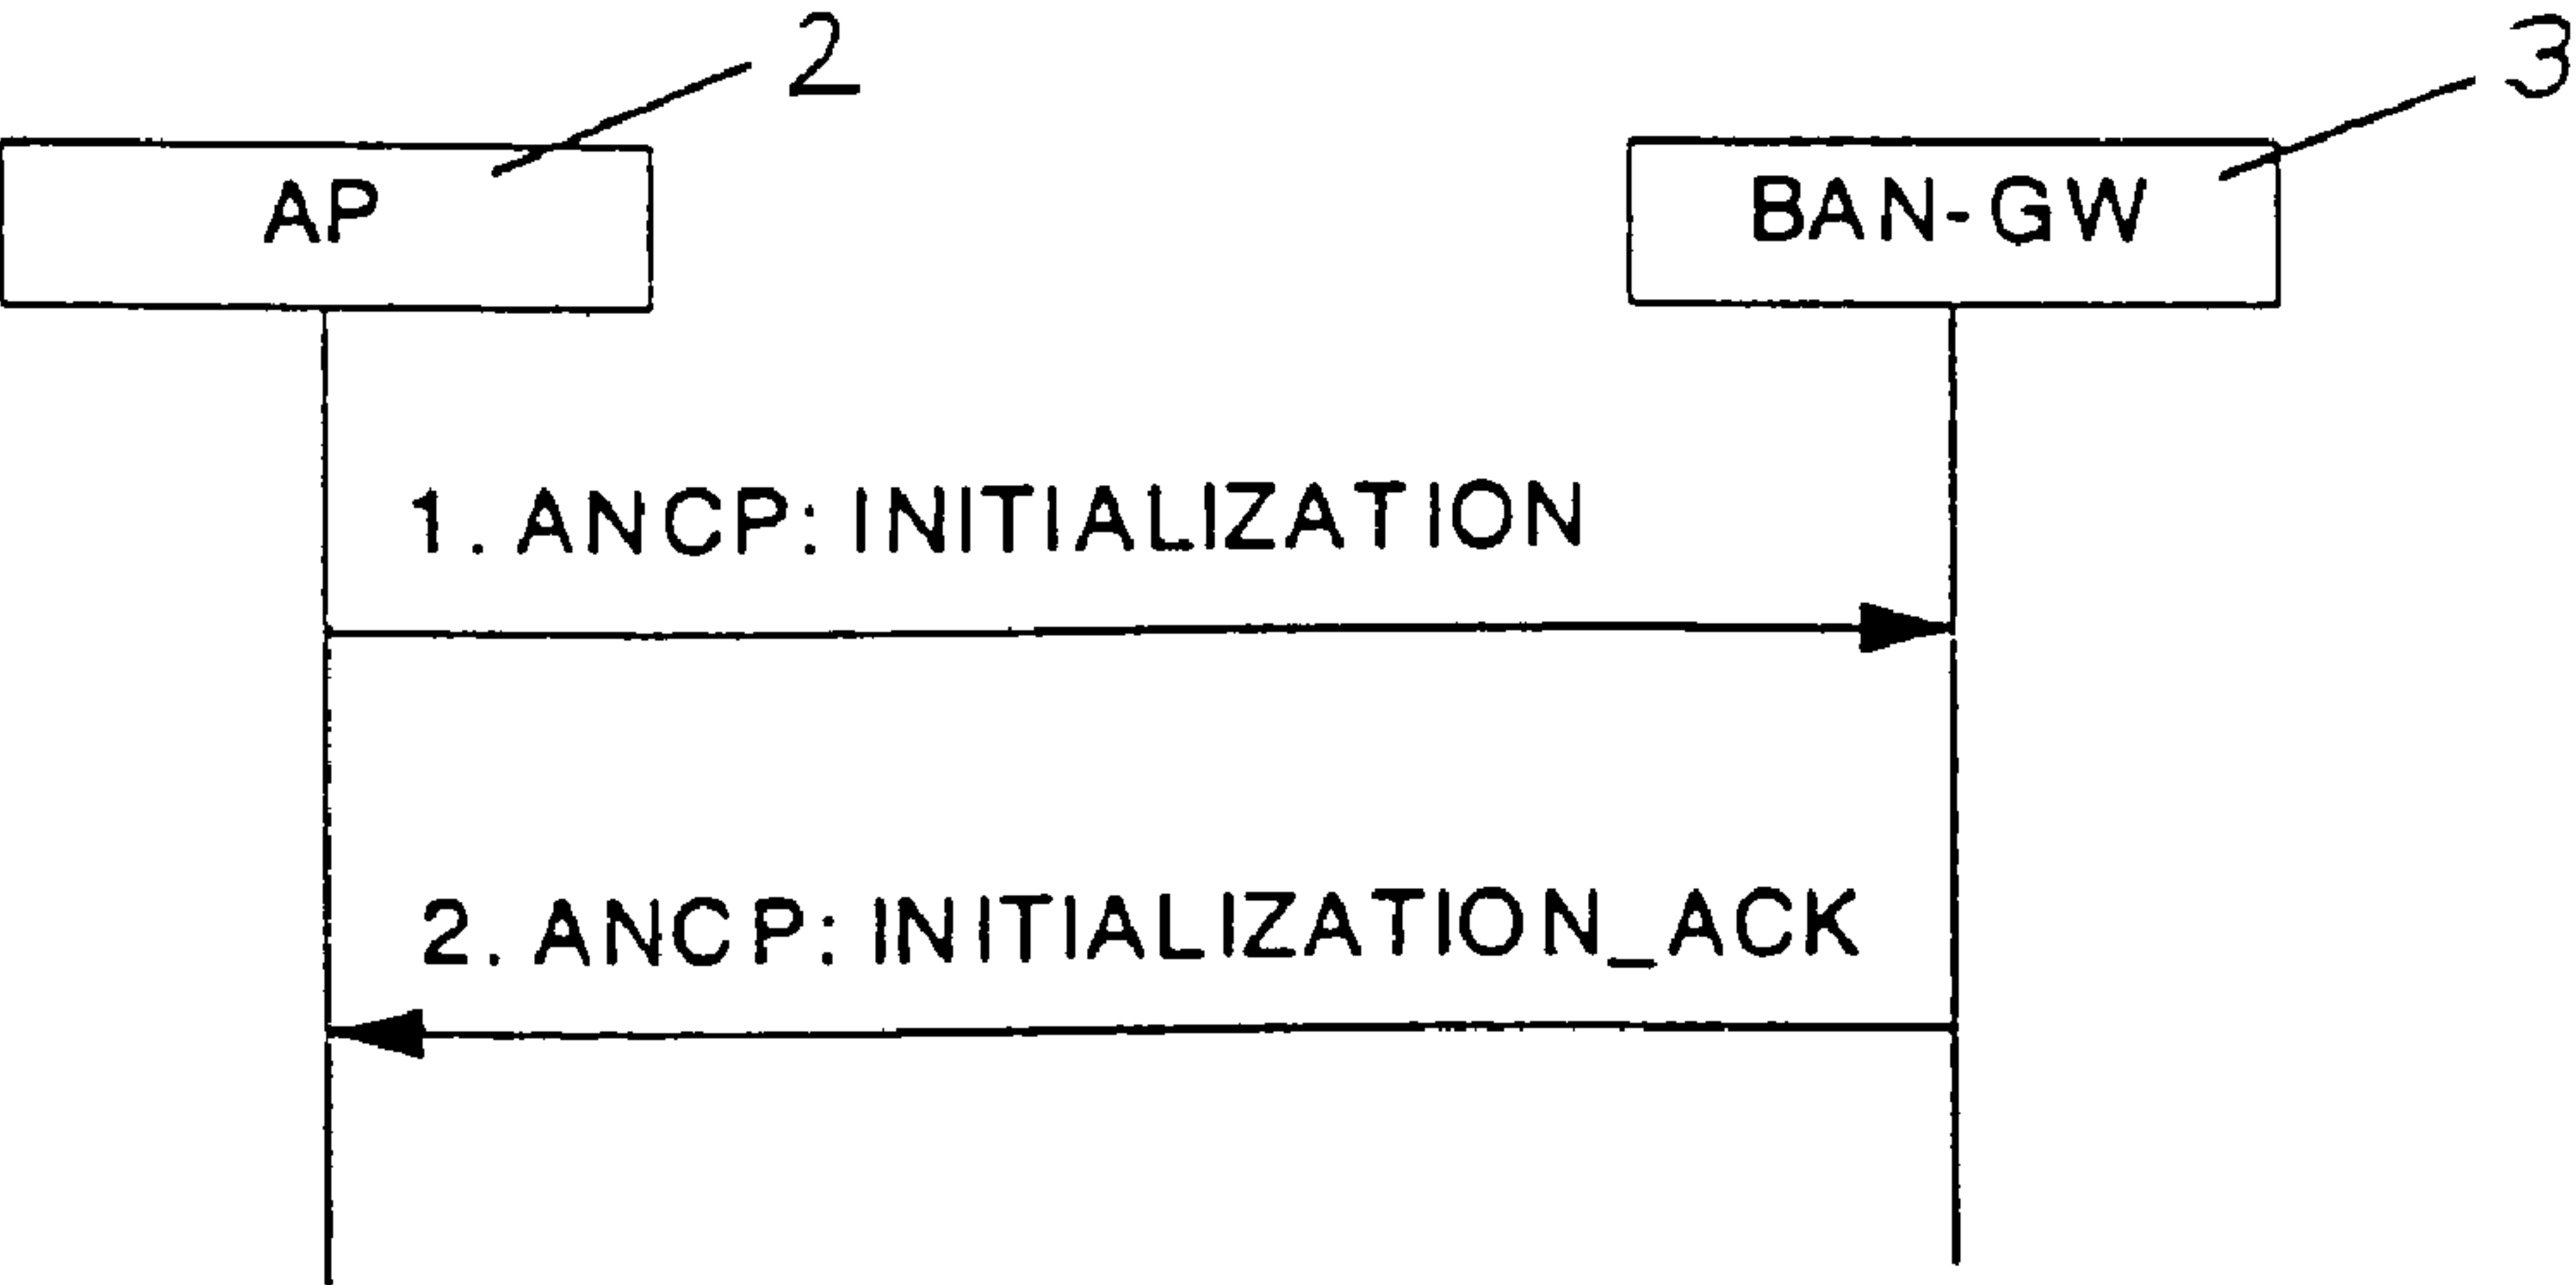 2
3
AP
BAN-GW
1. ANCP: INITIALIZATION
2. ANCP: INITIALIZATION_ACK